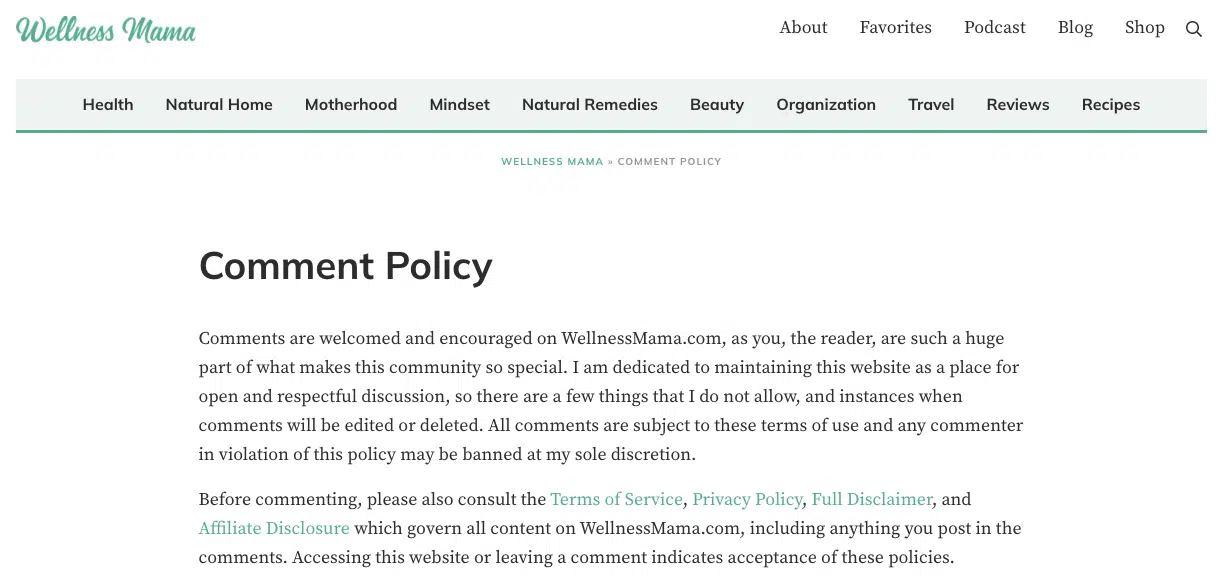 Wellness Mama
About Favorites Podcast Blog Shop
Health Natural Home Motherhood Mindset Natural Remedies Beauty Organization Travel Reviews Recipes
WELLNESS MAMA » COMMENT POLICY
Comment Policy
Comments are welcomed and encouraged on WellnessMama.com, as you, the reader, are such a huge
part of what makes this community so special. I am dedicated to maintaining this website as a place for
open and respectful discussion, so there are a few things that I do not allow, and instances when
comments will be edited or deleted. All comments are subject to these terms of use and any commenter
in violation of this policy may be banned at my sole discretion.
Before commenting, please also consult the Terms of Service, Privacy Policy, Full Disclaimer, and
Affiliate Disclosure which govern all content on WellnessMama.com, including anything you post in the
comments. Accessing this website or leaving a comment indicates acceptance of these policies.